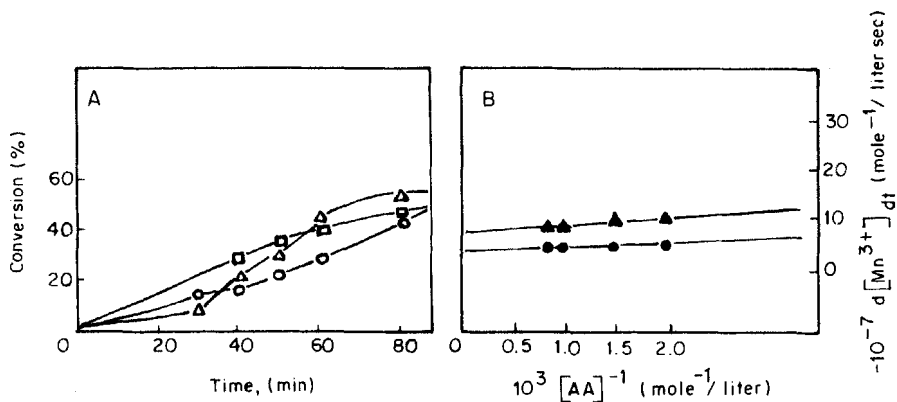 A
Conversion (%)
60
40
20
0 20 40 60 80
Time, (min)
B
0 0.5 1.0 1.5 2.0
10³ [AA]⁻¹ (mole⁻¹/ liter)
30
20
10
0
-10⁻⁷ d[Mn³⁺]dt (mole⁻¹/ liter sec)